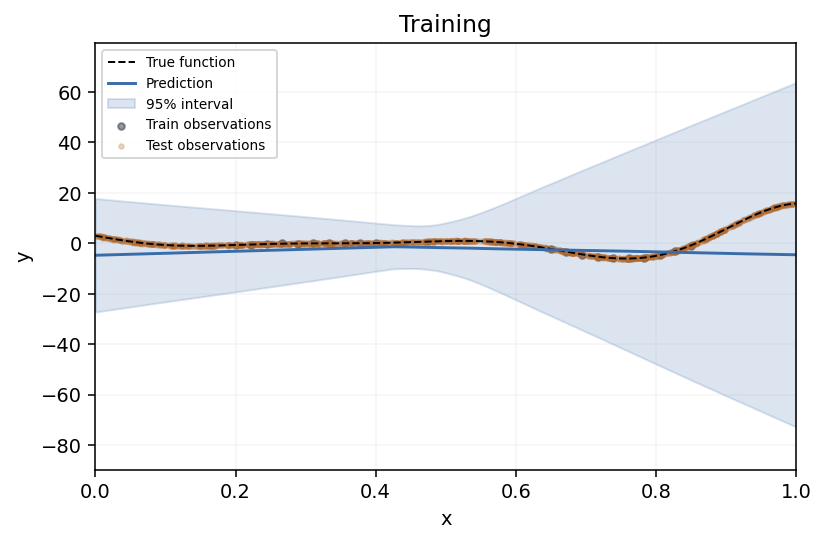 Training
True function
Prediction
95% interval
Train observations
Test observations
60
40
20
0
−20
−40
−60
−80
y
0.0 0.2 0.4 0.6 0.8 1.0
x